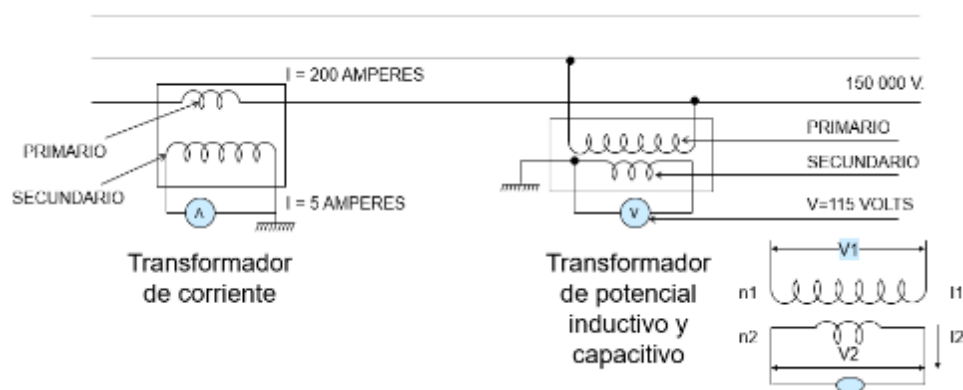 I = 200 AMPERES
150 000 V.
PRIMARIO
SECUNDARIO
A
I = 5 AMPERES
Transformador
de corriente
PRIMARIO
SECUNDARIO
V
V=115 VOLTS
Transformador
de potencial
inductivo y
capacitivo
V1
n1
I1
n2
I2
V2